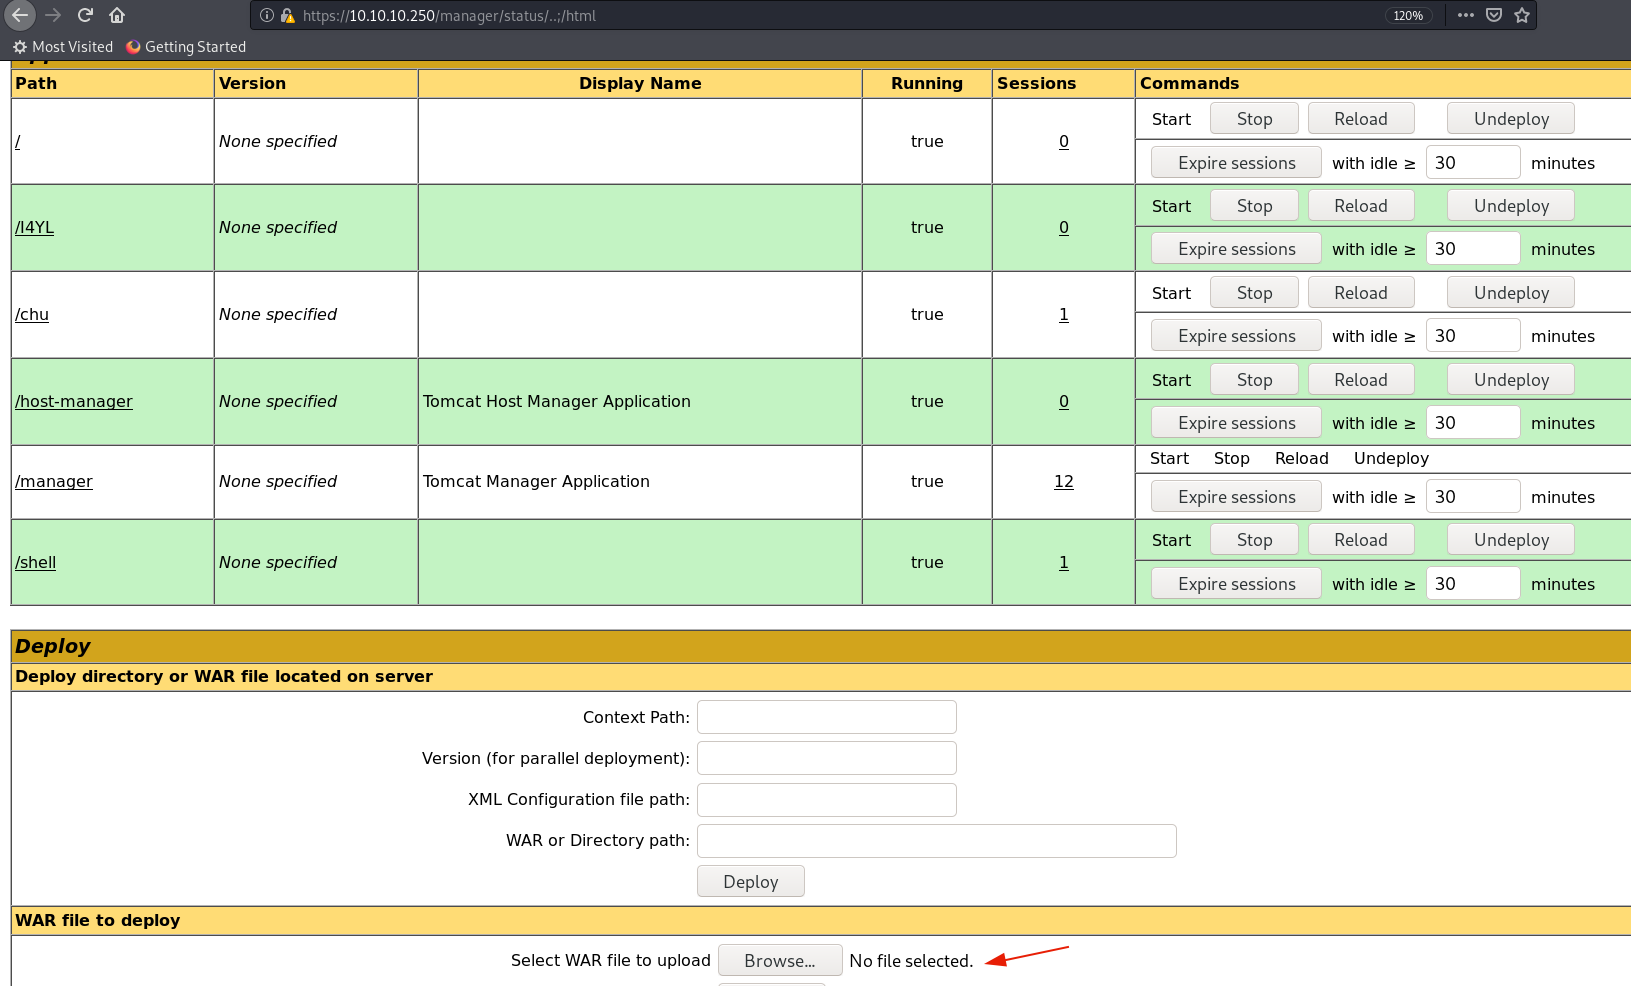 https://10.10.10.250/manager/status/..;/html 120%
Most Visited Getting Started
Path Version Display Name Running Sessions Commands
/ None specified true 0 Start Stop Reload Undeploy
Expire sessions with idle ≥ 30 minutes
/I4YL None specified true 0 Start Stop Reload Undeploy
Expire sessions with idle ≥ 30 minutes
/chu None specified true 1 Start Stop Reload Undeploy
Expire sessions with idle ≥ 30 minutes
/host-manager None specified Tomcat Host Manager Application true 0 Start Stop Reload Undeploy
Expire sessions with idle ≥ 30 minutes
/manager None specified Tomcat Manager Application true 12 Start Stop Reload Undeploy
Expire sessions with idle ≥ 30 minutes
/shell None specified true 1 Start Stop Reload Undeploy
Expire sessions with idle ≥ 30 minutes
Deploy
Deploy directory or WAR file located on server
Context Path:
Version (for parallel deployment):
XML Configuration file path:
WAR or Directory path:
Deploy
WAR file to deploy
Select WAR file to upload Browse... No file selected.